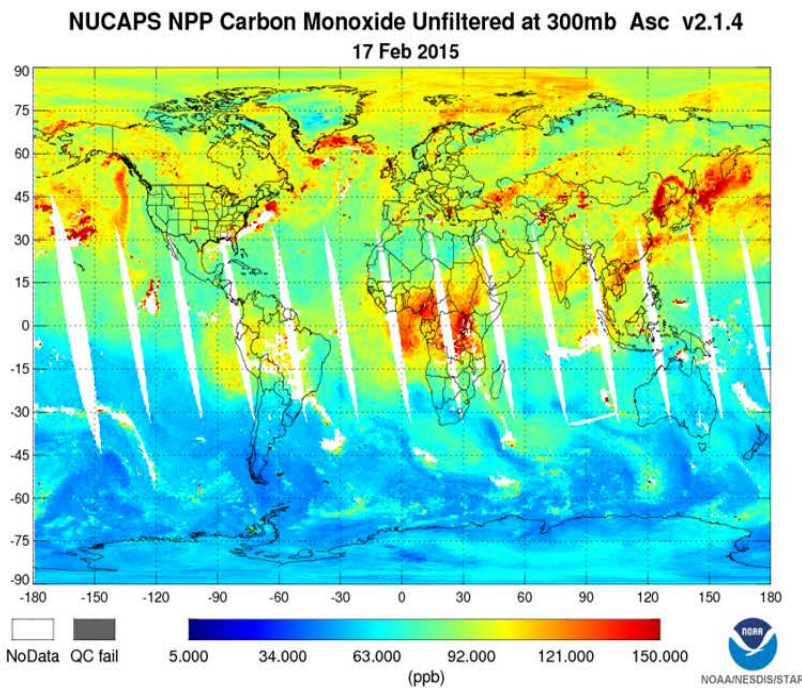 NUCAPS NPP Carbon Monoxide Unfiltered at 300mb Asc v2.1.4
17 Feb 2015
90
75
60
45
30
15
0
-15
-30
-45
-60
-75
-90
-180 -150 -120 -90 -60 -30 0 30 60 90 120 150 180
NoData QC fail 5.000 34.000 63.000 92.000 121.000 150.000
(ppb)
NOAA
NOAA/NESDIS/STAR